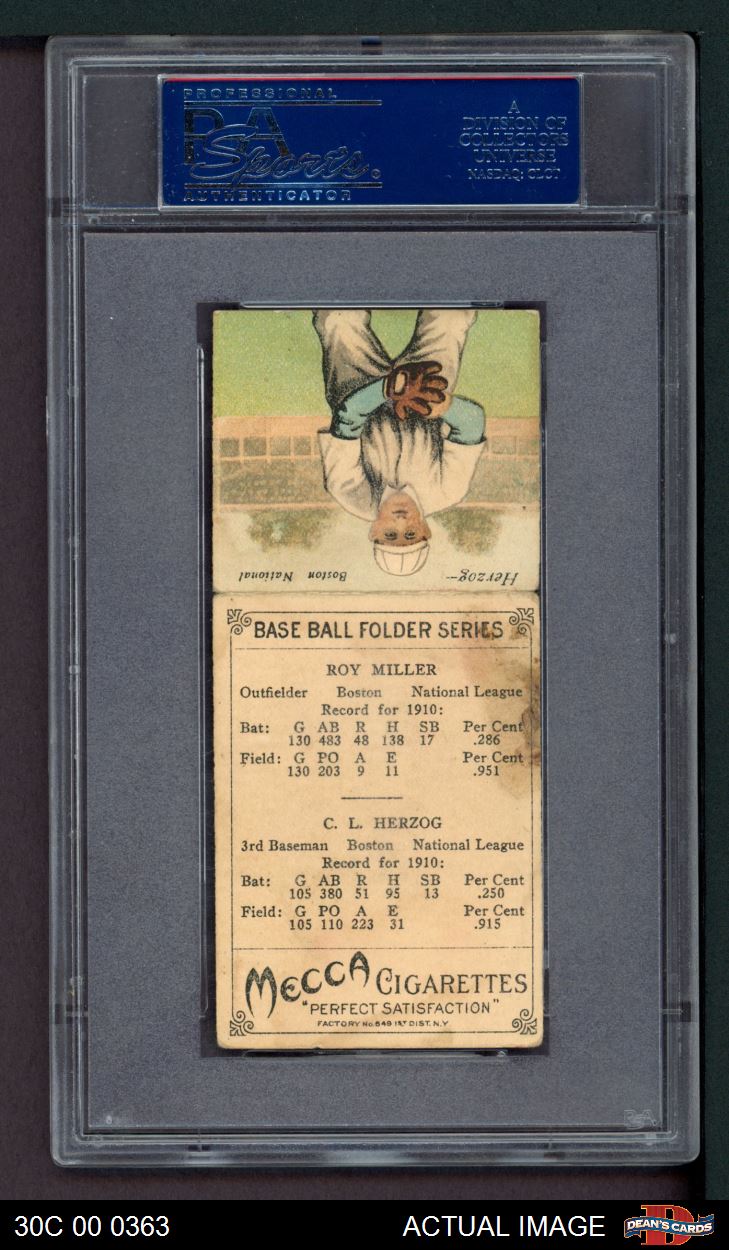 PROFESSIONAL
PSA
Sports®
AUTHENTICATOR
A
DIVISION OF
COLLECTORS
UNIVERSE
NASDAQ: CLCT
Herzog-- Boston National
BASE BALL FOLDER SERIES
ROY MILLER
Outfielder Boston National League
Record for 1910:
Bat: G AB R H SB Per Cent
130 483 48 138 17 .286
Field: G PO A E Per Cent
130 203 9 11 .951
C. L. HERZOG
3rd Baseman Boston National League
Record for 1910:
Bat: G AB R H SB Per Cent
105 380 51 95 13 .250
Field: G PO A E Per Cent
105 110 223 31 .915
MECCA CIGARETTES
"PERFECT SATISFACTION"
FACTORY No. 649 1ST DIST. N.Y
PSA
30C 00 0363
ACTUAL IMAGE
D
DEAN'S CARDS